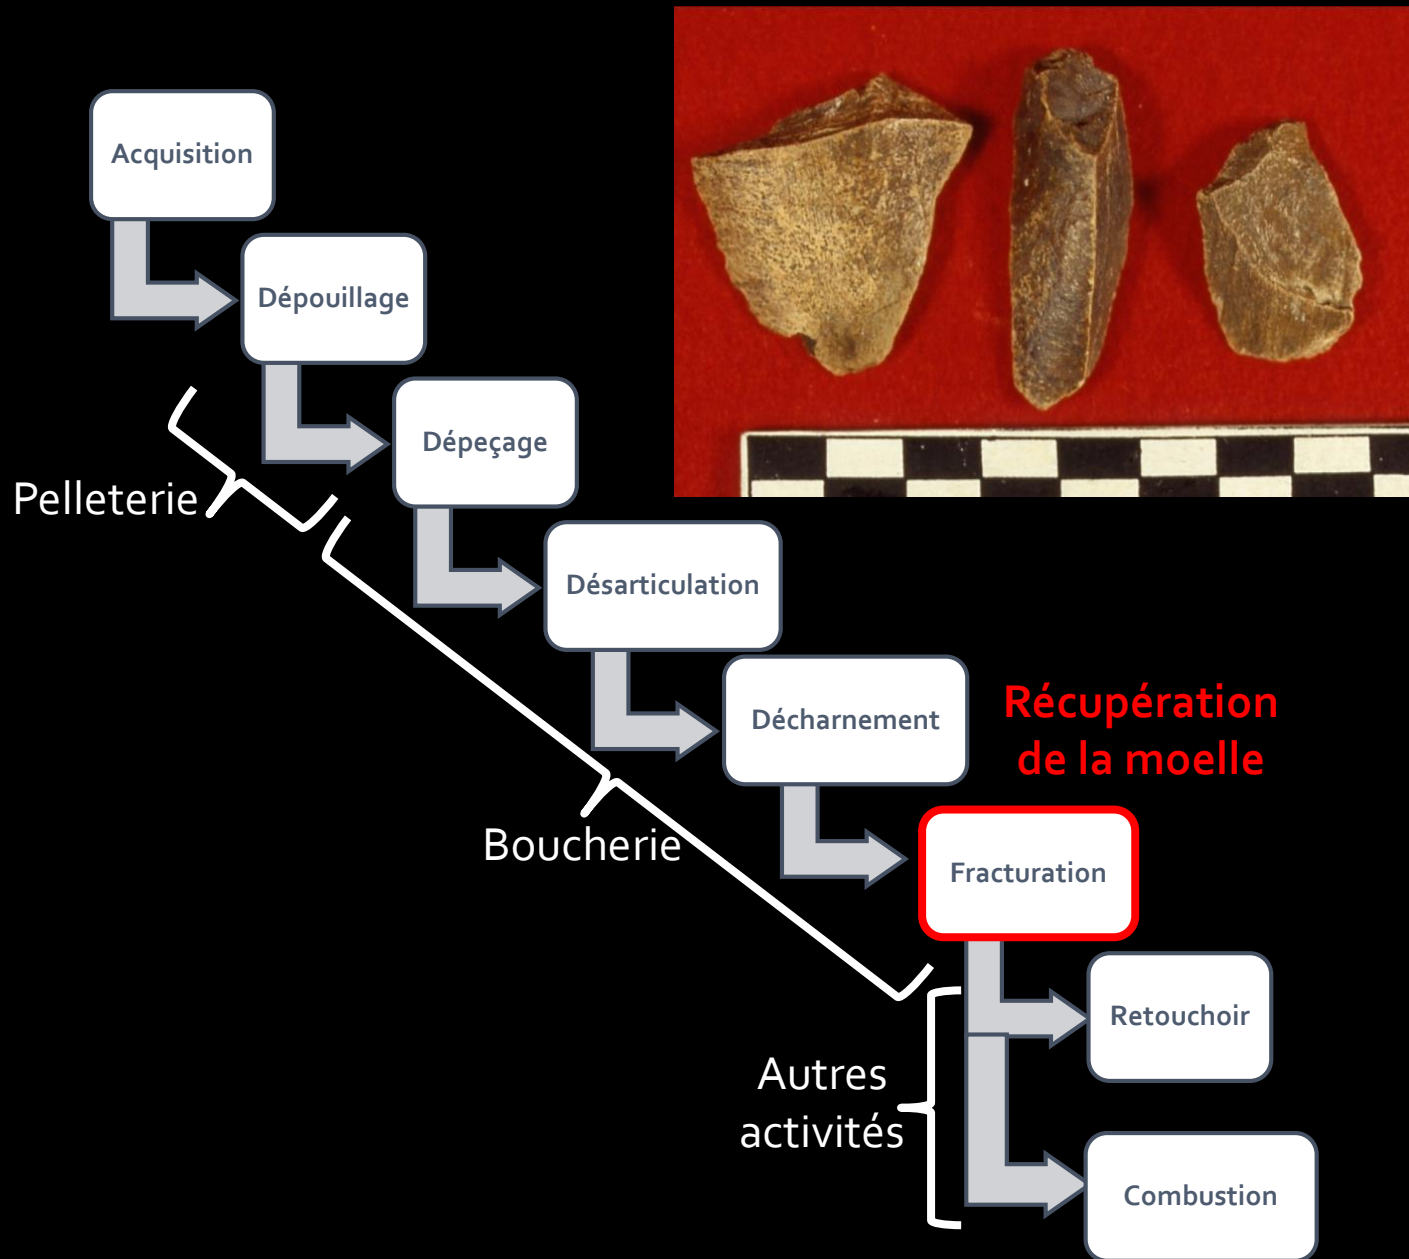 Acquisition
Dépouillage
Dépeçage
Pelleterie
Désarticulation
Décharnement
Récupération
de la moelle
Boucherie
Fracturation
Retouchoir
Autres
activités
Combustion